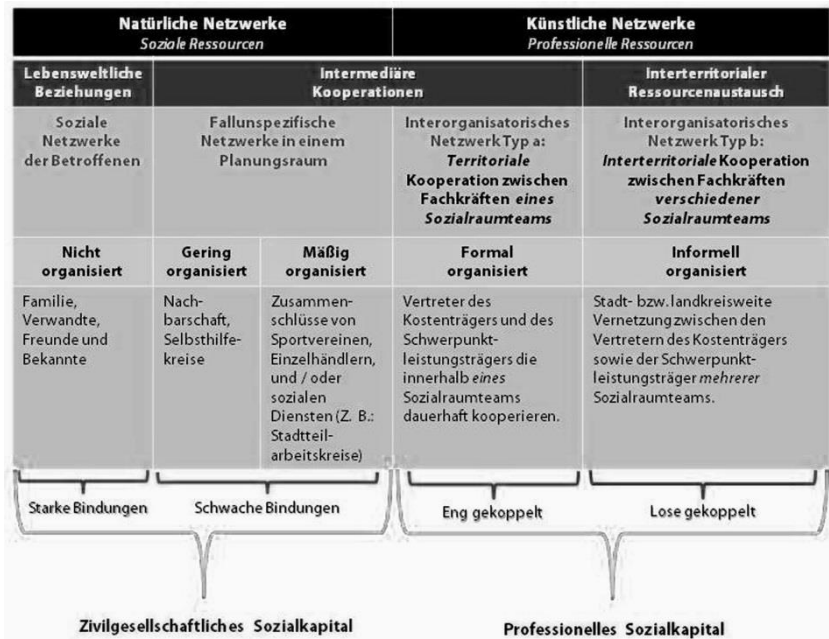 Natürliche Netzwerke
Soziale Ressourcen
Künstliche Netzwerke
Professionelle Ressourcen
Lebensweltliche
Beziehungen
Intermediäre
Kooperationen
Interterritorialer
Ressourcenaustausch
Soziale
Netzwerke
der Betroffenen
Fallunspezifische
Netzwerke in einem
Planungsraum
Interorganisatorisches
Netzwerk Typ a:
Territoriale
Kooperation zwischen
Fachkräften eines
Sozialraumteams
Interorganisatorisches
Netzwerk Typ b:
Interterritoriale Kooperation
zwischen Fachkräften
verschiedener
Sozialraumteams
Nicht
organisiert
Gering
organisiert
Mäßig
organisiert
Formal
organisiert
Informell
organisiert
Familie,
Verwandte,
Freunde und
Bekannte
Nach-
barschaft,
Selbsthilfe-
kreise
Zusammen-
schlüsse von
Sportvereinen,
Einzelhändlern,
und / oder
sozialen
Diensten (Z. B.:
Stadtteil-
arbeitskreise)
Vertreter des
Kostenträgers und des
Schwerpunkt-
leistungsträgers die
innerhalb eines
Sozialraumteams
dauerhaft kooperieren.
Stadt- bzw. landkreisweite
Vernetzung zwischen den
Vertretern des Kostenträgers
sowie der Schwerpunkt-
leistungsträger mehrerer
Sozialraumteams.
Starke Bindungen
Schwache Bindungen
Eng gekoppelt
Lose gekoppelt
Zivilgesellschaftliches Sozialkapital
Professionelles Sozialkapital